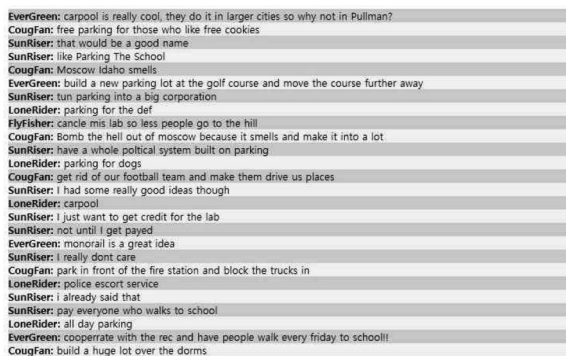 EverGreen: carpool is really cool, they do it in larger cities so why not in Pullman?
CougFan: free parking for those who like free cookies
SunRiser: that would be a good name
SunRiser: like Parking The School
CougFan: Moscow Idaho smells
EverGreen: build a new parking lot at the golf course and move the course further away
SunRiser: tun parking into a big corporation
LoneRider: parking for the def
FlyFisher: cancle mis lab so less people go to the hill
CougFan: Bomb the hell out of moscow because it smells and make it into a lot
SunRiser: have a whole poltical system built on parking
LoneRider: parking for dogs
CougFan: get rid of our football team and make them drive us places
SunRiser: I had some really good ideas though
LoneRider: carpool
SunRiser: I just want to get credit for the lab
SunRiser: not until I get payed
EverGreen: monorail is a great idea
SunRiser: I really dont care
CougFan: park in front of the fire station and block the trucks in
LoneRider: police escort service
SunRiser: i already said that
SunRiser: pay everyone who walks to school
LoneRider: all day parking
EverGreen: cooperrate with the rec and have people walk every friday to school!!
CougFan: build a huge lot over the dorms